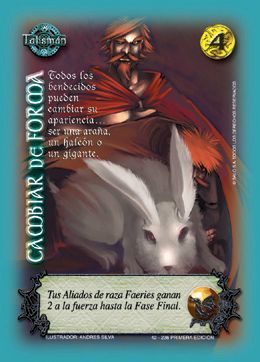 Talismán
4
CAMBIAR DE FORMA
Todos los
bendecidos
pueden
cambiar su
apariencia...
ser una araña,
un halcón o
un gigante.
Tus Aliados de raza Faeries ganan
2 a la fuerza hasta la Fase Final.
ILUSTRADOR: ANDRES SILVA
PRIMERA EDICION